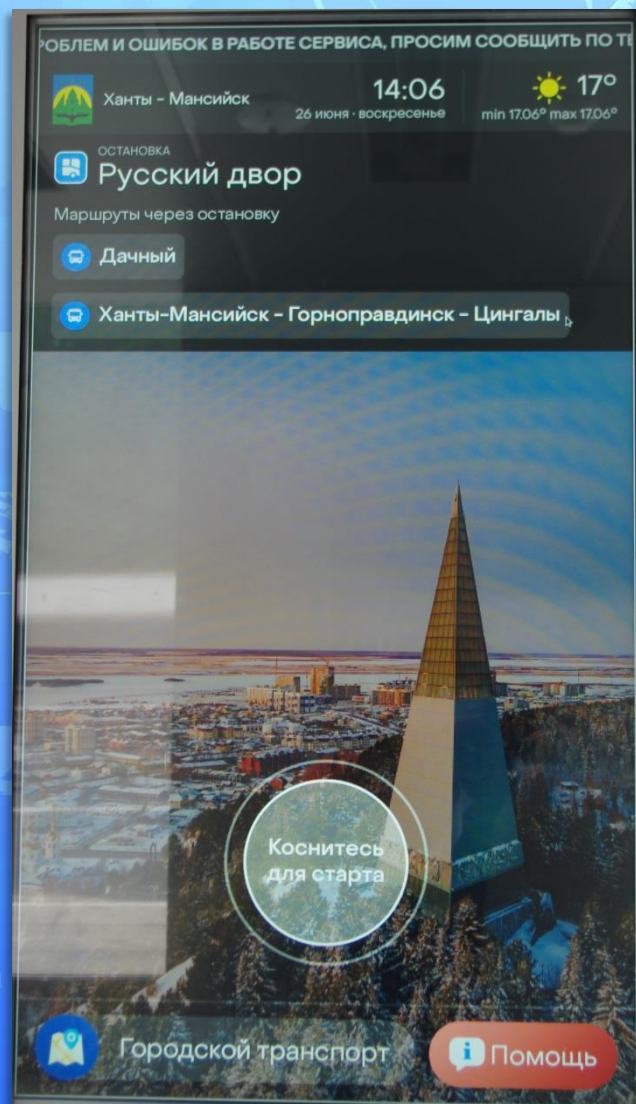 РОБЛЕМ И ОШИБОК В РАБОТЕ СЕРВИСА, ПРОСИМ СООБЩИТЬ ПО ТЕ
Ханты - Мансийск
14:06
26 июня · воскресенье
17°
min 17.06° max 17.06°
ОСТАНОВКА
Русский двор
Маршруты через остановку
Дачный
Ханты-Мансийск - Горноправдинск - Цингалы
Коснитесь
для старта
Городской транспорт
Помощь